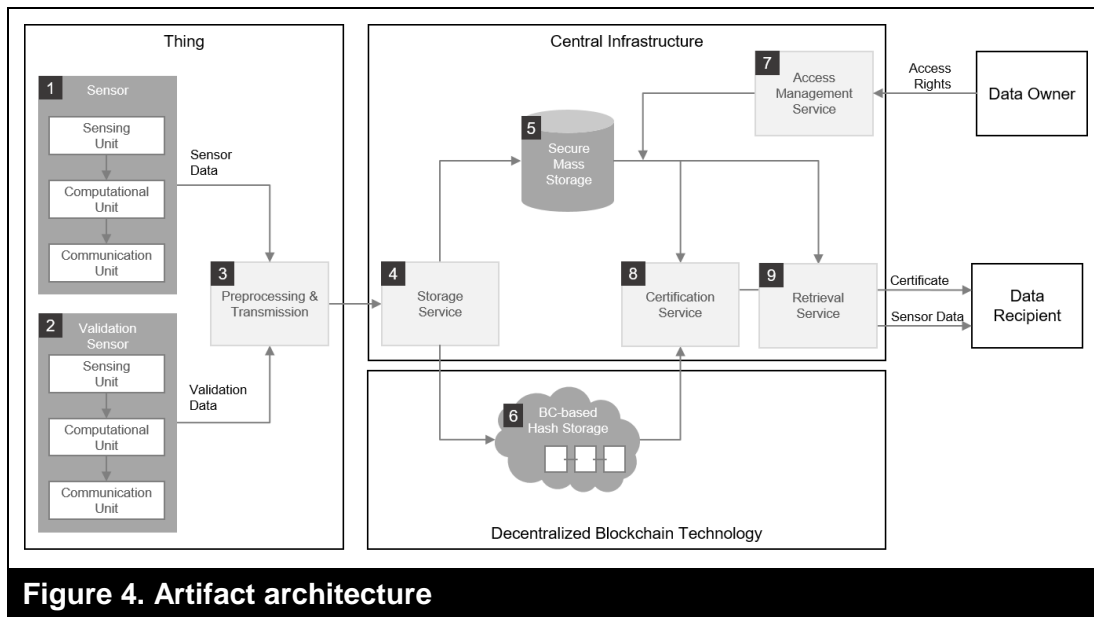 Thing
1
Sensor
Sensing
Unit
Computational
Unit
Communication
Unit
Sensor
Data
2
Validation
Sensor
Sensing
Unit
Computational
Unit
Communication
Unit
Validation
Data
3
Preprocessing &
Transmission
Central Infrastructure
4
Storage
Service
5
Secure
Mass
Storage
7
Access
Management
Service
Access
Rights
Data Owner
8
Certification
Service
9
Retrieval
Service
Certificate
Sensor Data
Data
Recipient
6
BC-based
Hash Storage
Decentralized Blockchain Technology
Figure 4. Artifact architecture